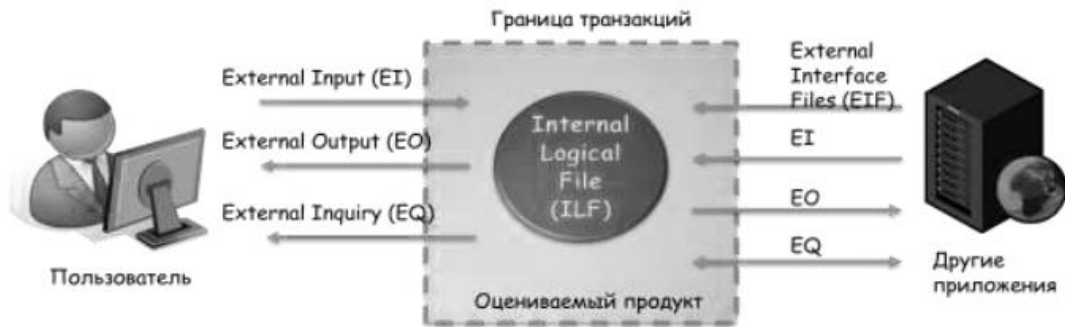 Граница транзакций
External Input (EI)
External Output (EO)
External Inquiry (EQ)
Пользователь
Internal
Logical
File
(ILF)
Оцениваемый продукт
External
Interface
Files (EIF)
EI
EO
EQ
Другие
приложения